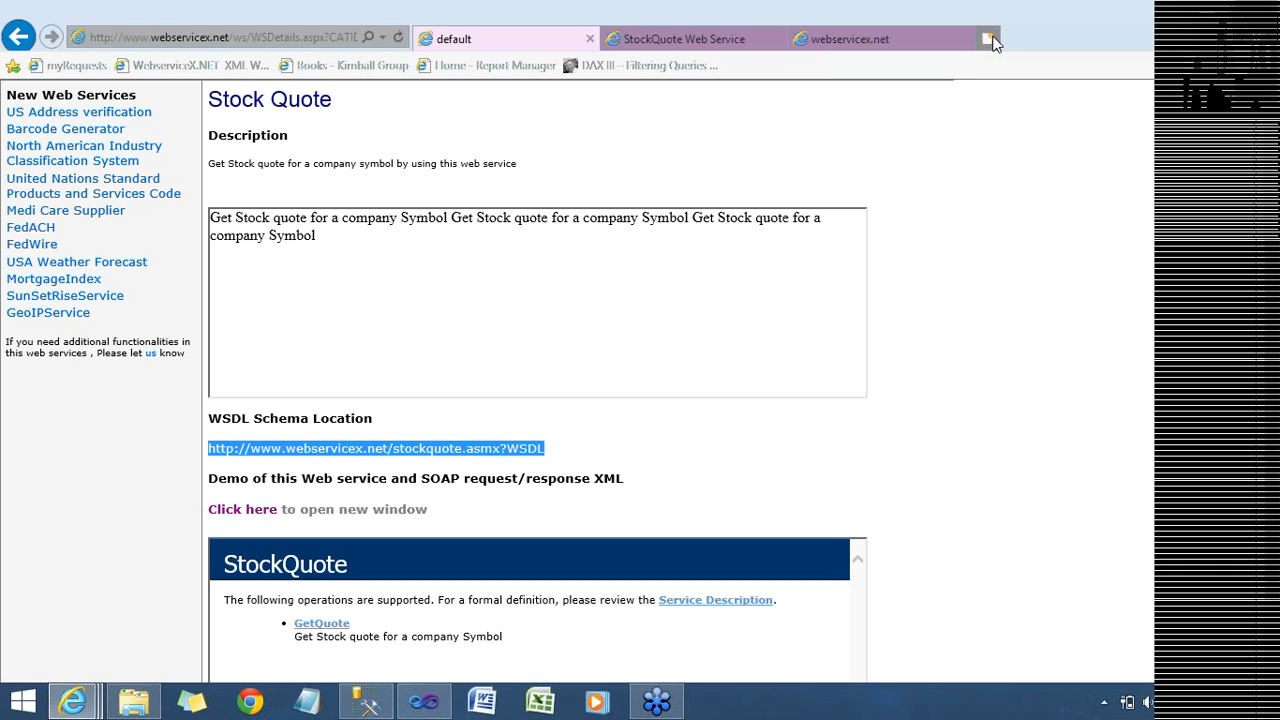 http://www.webservicex.net/ws/WSDetails.aspx?CATID
default
StockQuote Web Service
webservicex.net
myRequests
WebserviceX.NET XML W...
Books - Kimball Group
Home - Report Manager
DAX II -- Filtering Queries ...
New Web Services
US Address verification
Barcode Generator
North American Industry
Classification System
United Nations Standard
Products and Services Code
Medi Care Supplier
FedACH
FedWire
USA Weather Forecast
MortgageIndex
SunSetRiseService
GeoIPService
If you need additional functionalities in
this web services , Please let us know
Stock Quote
Description
Get Stock quote for a company symbol by using this web service
Get Stock quote for a company Symbol Get Stock quote for a company Symbol Get Stock quote for a
company Symbol
WSDL Schema Location
http://www.webservicex.net/stockquote.asmx?WSDL
Demo of this Web service and SOAP request/response XML
Click here to open new window
StockQuote
The following operations are supported. For a formal definition, please review the Service Description.
• GetQuote
Get Stock quote for a company Symbol